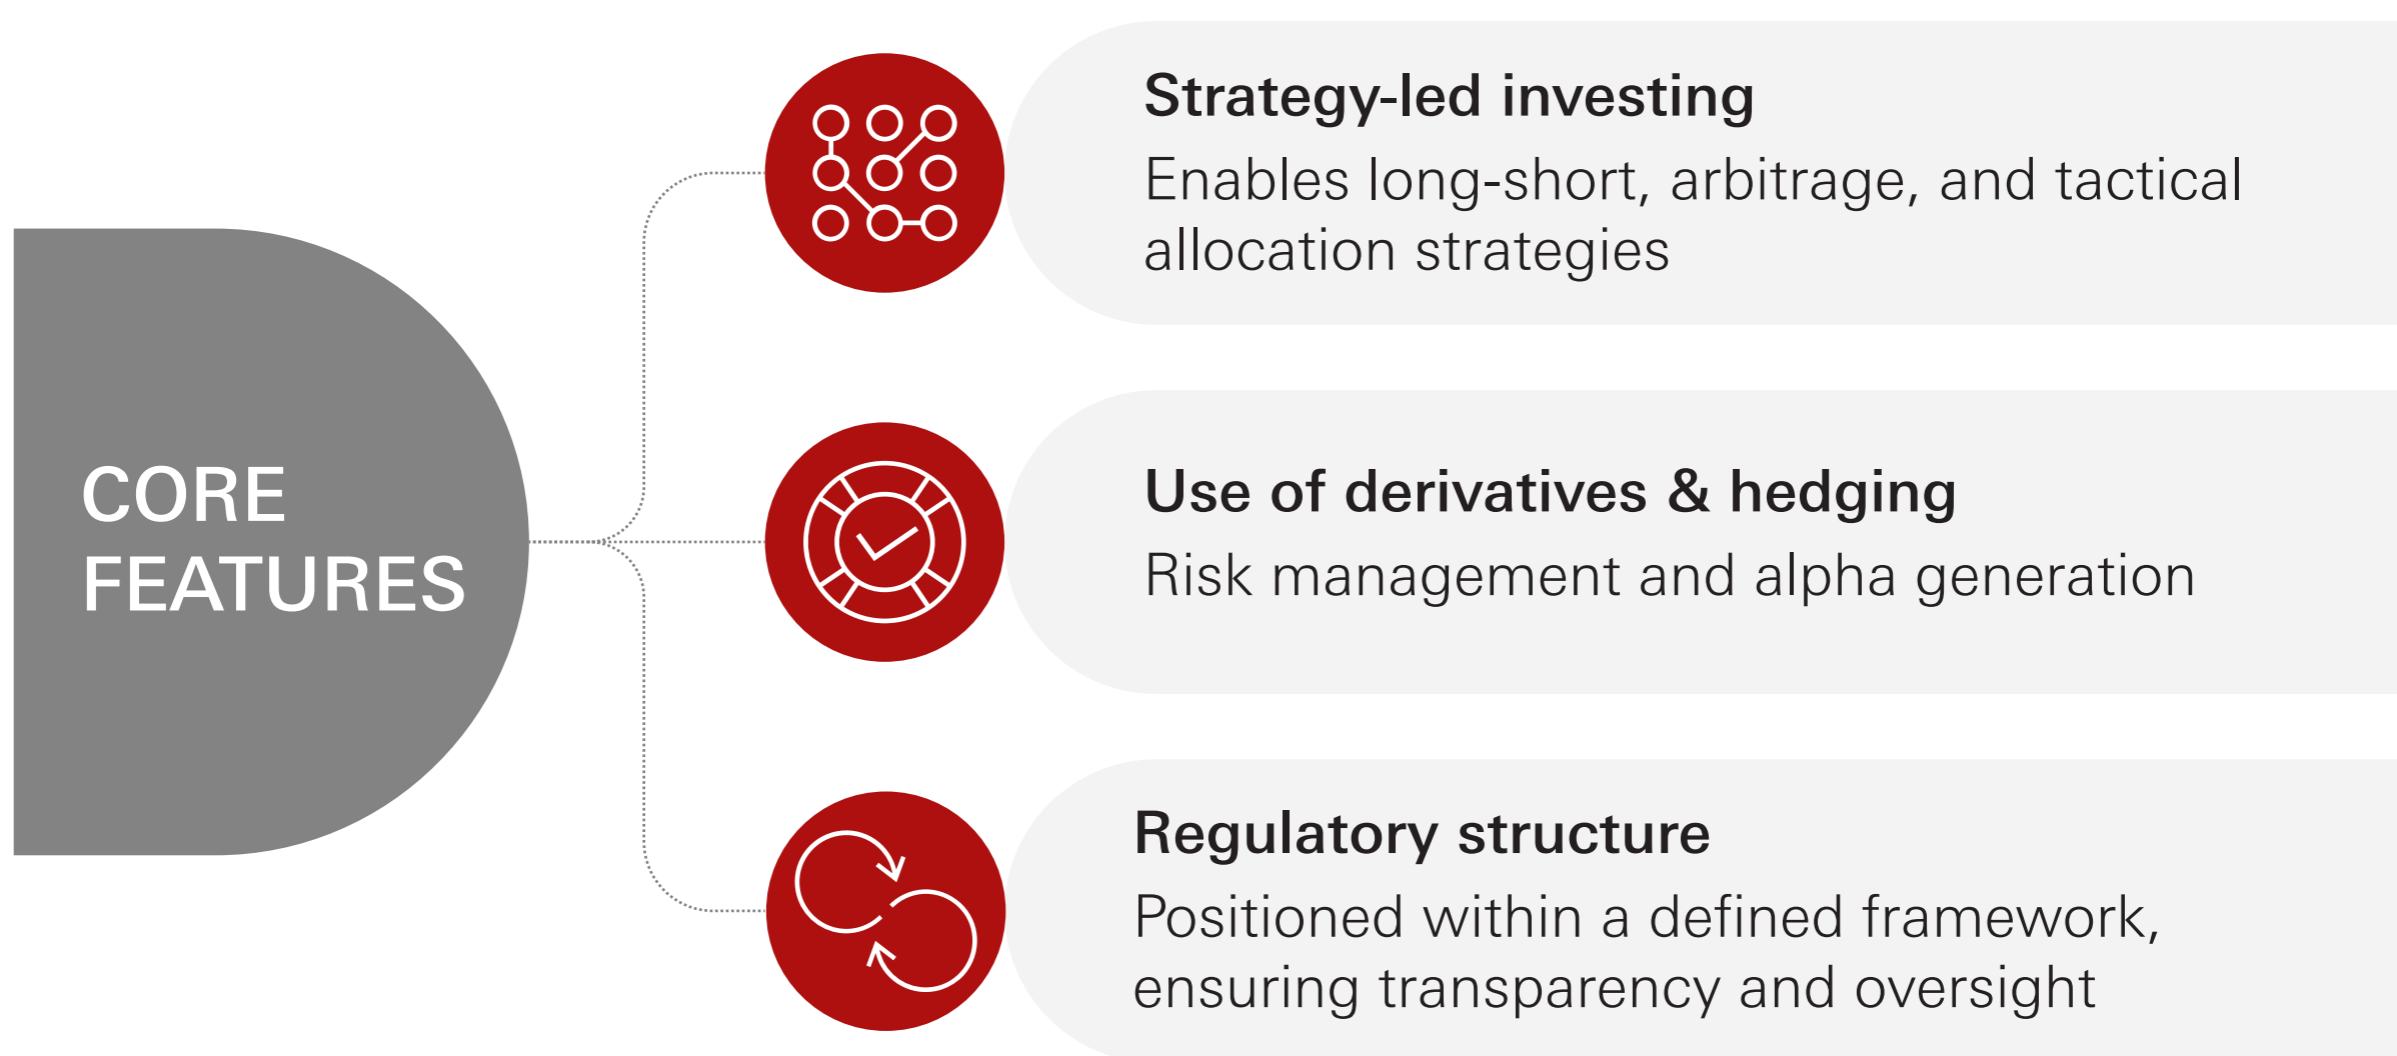 CORE
FEATURES
Strategy-led investing
Enables long-short, arbitrage, and tactical
allocation strategies
Use of derivatives & hedging
Risk management and alpha generation
Regulatory structure
Positioned within a defined framework,
ensuring transparency and oversight